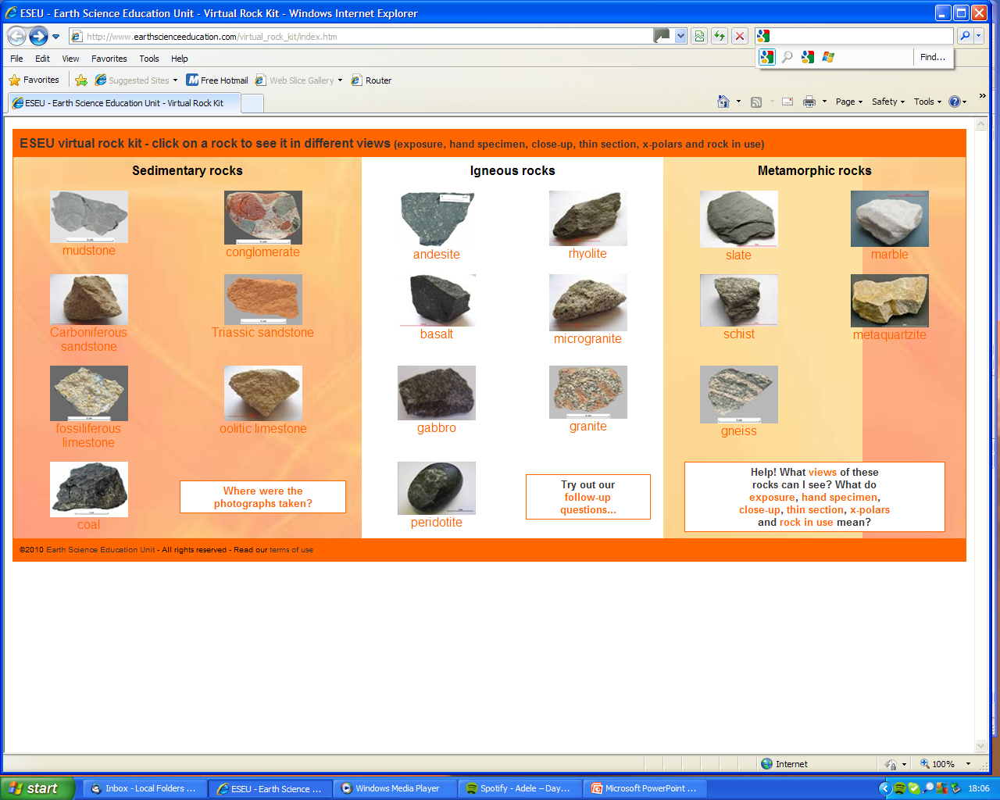 ESEU - Earth Science Education Unit - Virtual Rock Kit - Windows Internet Explorer
http://www.earthscienceeducation.com/virtual_rock_kit/index.htm
File Edit View Favorites Tools Help
Find...
Favorites Suggested Sites Free Hotmail Web Slice Gallery Router
ESEU - Earth Science Education Unit - Virtual Rock Kit
Page Safety Tools
ESEU virtual rock kit - click on a rock to see it in different views (exposure, hand specimen, close-up, thin section, x-polars and rock in use)
Sedimentary rocks
mudstone
conglomerate
Carboniferous
sandstone
Triassic sandstone
fossiliferous
limestone
oolitic limestone
coal
Where were the
photographs taken?
Igneous rocks
andesite
rhyolite
basalt
microgranite
gabbro
granite
peridotite
Try out our
follow-up
questions...
Metamorphic rocks
slate
marble
schist
metaquartzite
gneiss
Help! What views of these
rocks can I see? What do
exposure, hand specimen,
close-up, thin section, x-polars
and rock in use mean?
©2010 Earth Science Education Unit - All rights reserved - Read our terms of use
Internet
100%
start
Inbox - Local Folders ...
ESEU - Earth Science ...
Windows Media Player
Spotify - Adele – Day...
Microsoft PowerPoint ...
18:06